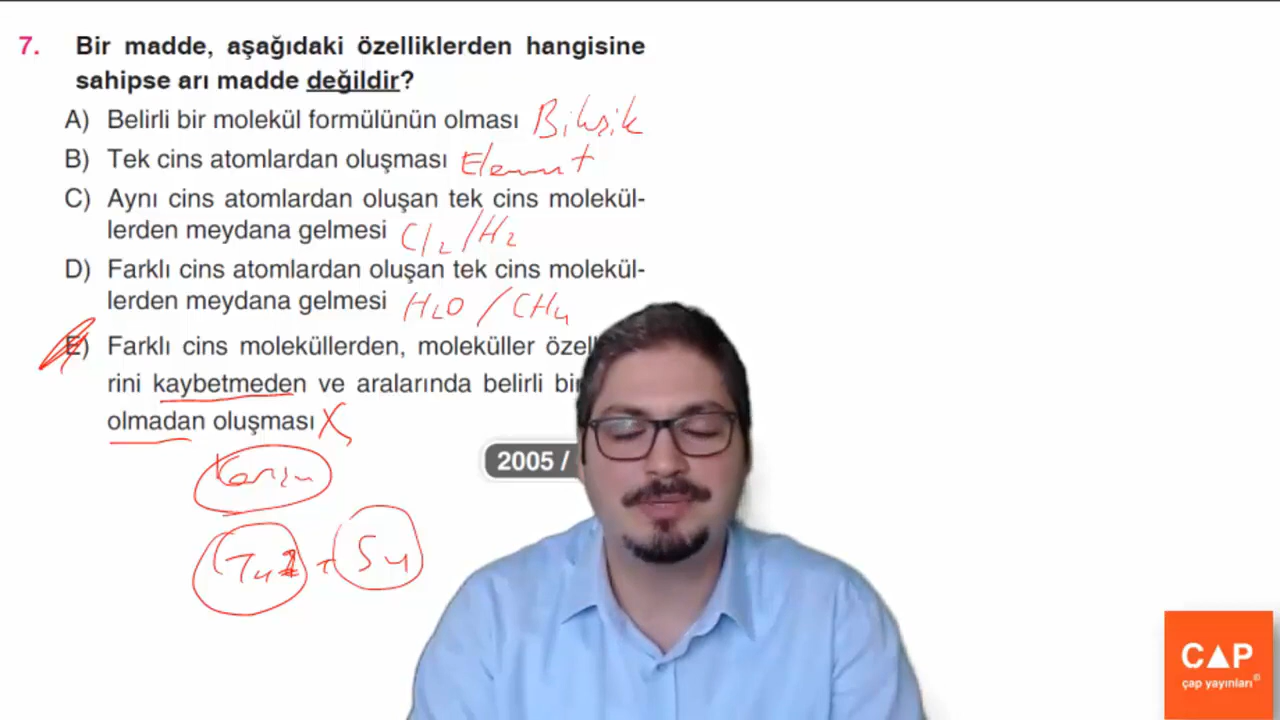 7. Bir madde, aşağıdaki özelliklerden hangisine
sahipse arı madde değildir?
A) Belirli bir molekül formülünün olması Bileşik
B) Tek cins atomlardan oluşması Element
C) Aynı cins atomlardan oluşan tek cins molekül-
lerden meydana gelmesi Cl₂/H₂
D) Farklı cins atomlardan oluşan tek cins molekül-
lerden meydana gelmesi H₂O / CH₄
E) Farklı cins moleküllerden, moleküller özel
rini kaybetmeden ve aralarında belirli bir
olmadan oluşması X
Karışım
Tuz + Su
2005 /
ÇAP
çap yayınları